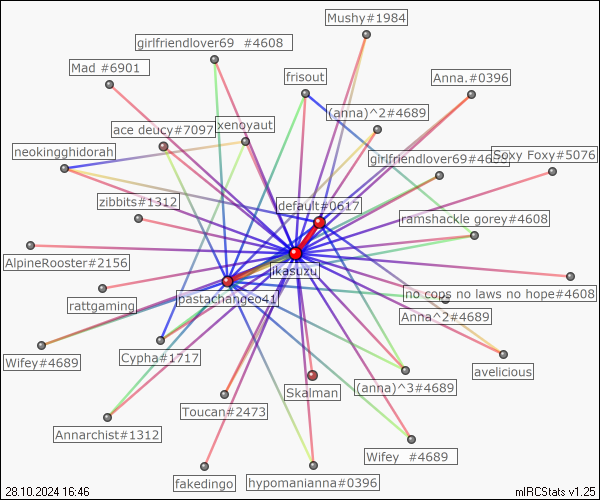 Mushy#1984
girlfriendlover69 #4608
Mad #6901
frisout
Anna.#0396
(anna)^2#4689
xenoyaut
ace deucy#7097
neokingghidorah
girlfriendlover69#46
Soxy Foxy#5076
zibbits#1312
default#0617
ramshackle gorey#4608
AlpineRooster#2156
ikasuzu
rattgaming
pastachangeo41
no cops no laws no hope#4608
Anna^2#4689
Wifey#4689
Cypha#1717
avelicious
Skalman
(anna)^3#4689
Toucan#2473
Annarchist#1312
Wifey #4689
fakedingo
hypomanianna#0396
28.10.2024 16:46
mIRCStats v1.25